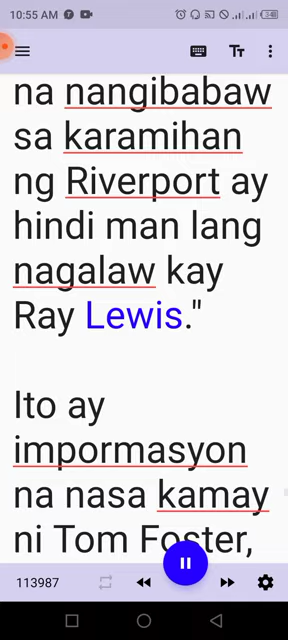 10:55 AM
Tт
na nangibabaw
sa karamihan
ng Riverport ay
hindi man lang
nagalaw kay
Ray Lewis."
Ito ay
impormasyon
na nasa kamay
ni Tom Foster,
113987